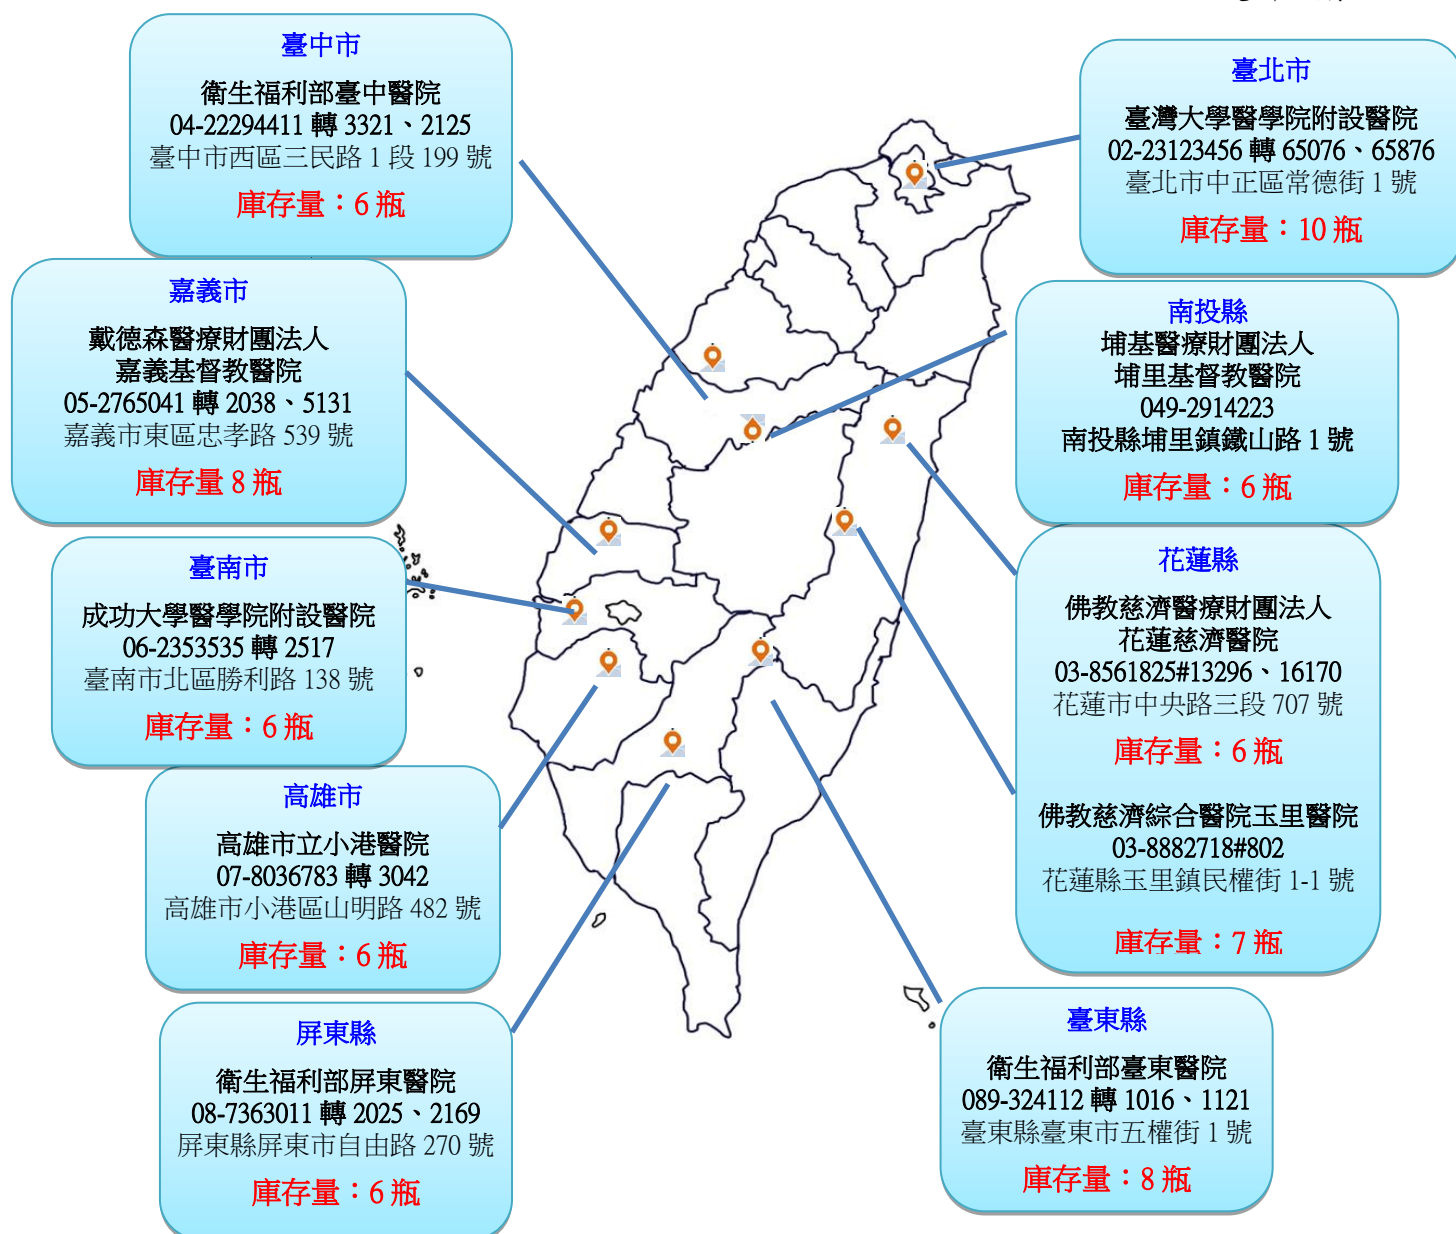 臺中市
衛生福利部臺中醫院
04-22294411 轉 3321、2125
臺中市西區三民路 1 段 199 號
庫存量：6 瓶
臺北市
臺灣大學醫學院附設醫院
02-23123456 轉 65076、65876
臺北市中正區常德街 1 號
庫存量：10 瓶
嘉義市
戴德森醫療財團法人
嘉義基督教醫院
05-2765041 轉 2038、5131
嘉義市東區忠孝路 539 號
庫存量 8 瓶
南投縣
埔基醫療財團法人
埔里基督教醫院
049-2914223
南投縣埔里鎮鐵山路 1 號
庫存量：6 瓶
臺南市
成功大學醫學院附設醫院
06-2353535 轉 2517
臺南市北區勝利路 138 號
庫存量：6 瓶
花蓮縣
佛教慈濟醫療財團法人
花蓮慈濟醫院
03-8561825#13296、16170
花蓮市中央路三段 707 號
庫存量：6 瓶
佛教慈濟綜合醫院玉里醫院
03-8882718#802
花蓮縣玉里鎮民權街 1-1 號
庫存量：7 瓶
高雄市
高雄市立小港醫院
07-8036783 轉 3042
高雄市小港區山明路 482 號
庫存量：6 瓶
屏東縣
衛生福利部屏東醫院
08-7363011 轉 2025、2169
屏東縣屏東市自由路 270 號
庫存量：6 瓶
臺東縣
衛生福利部臺東醫院
089-324112 轉 1016、1121
臺東縣臺東市五權街 1 號
庫存量：8 瓶